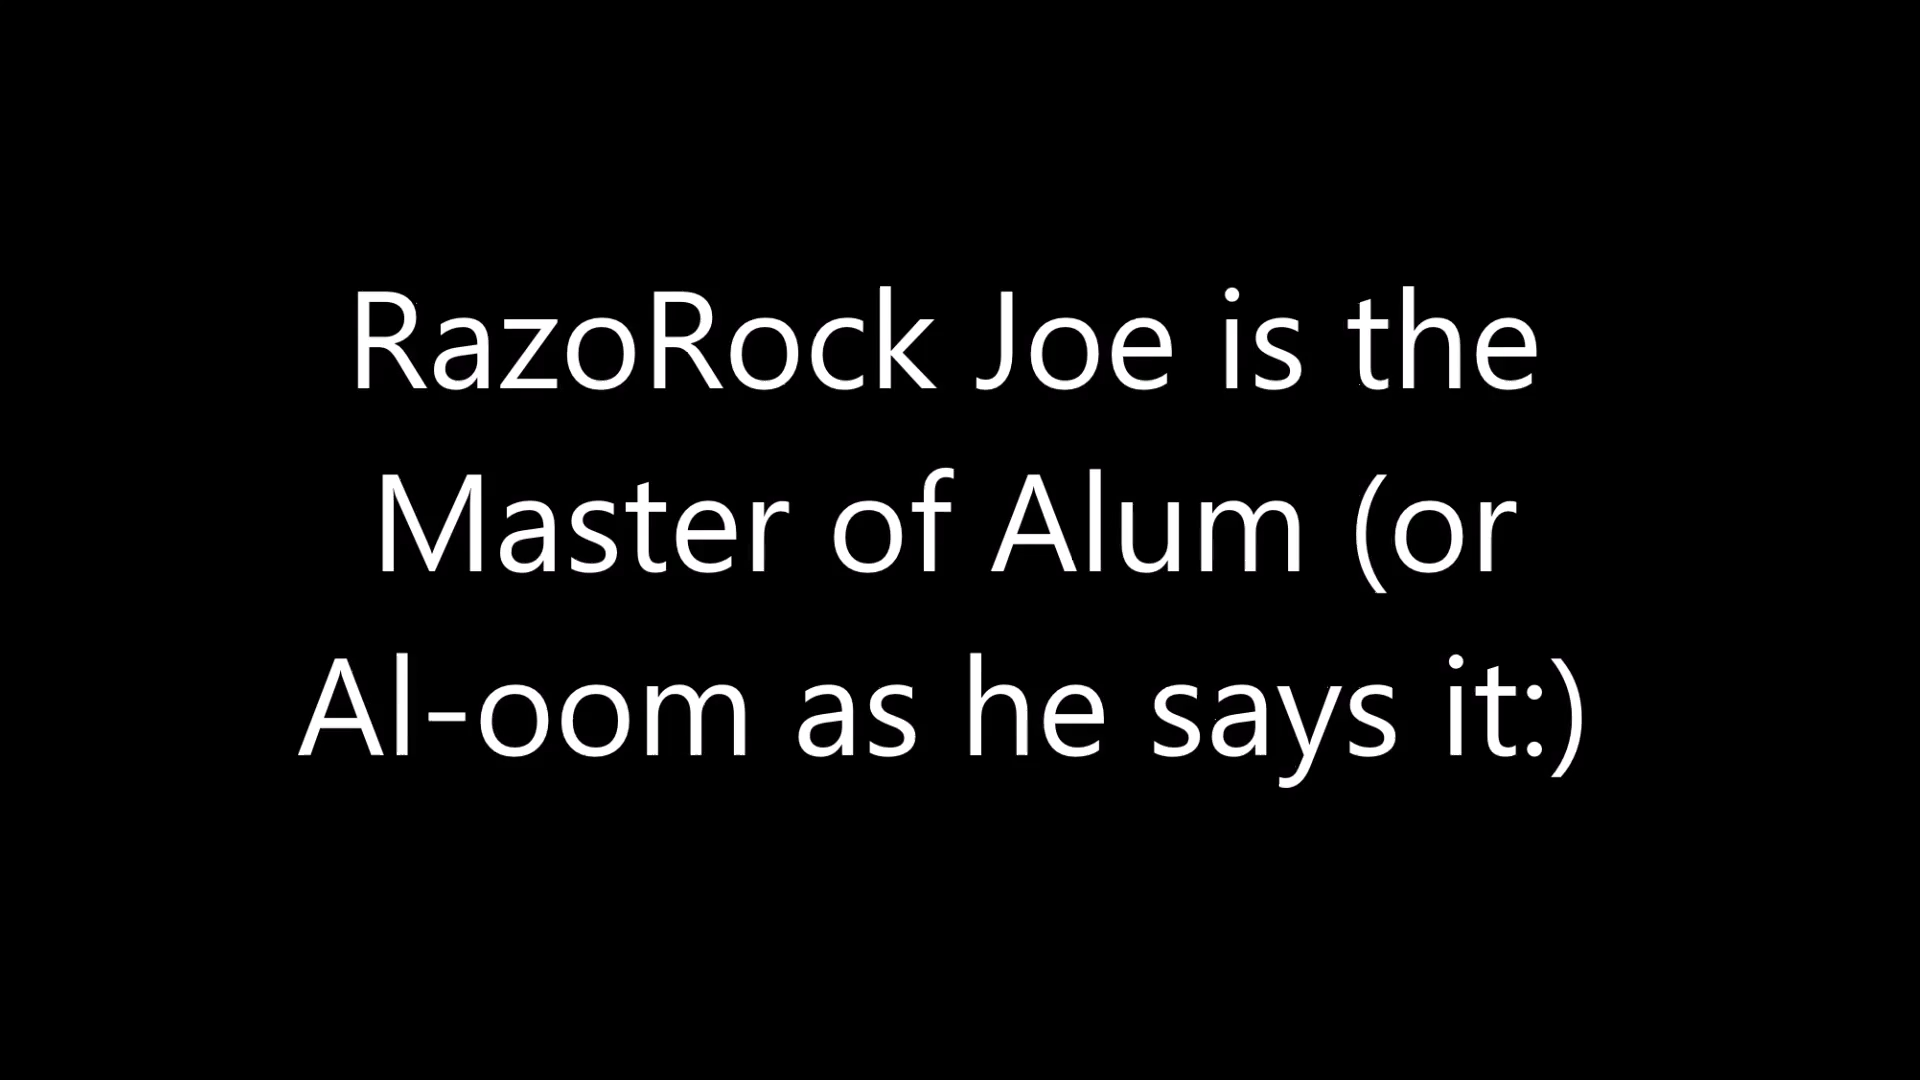 RazoRock Joe is the
Master of Alum (or
Al-oom as he says it:)